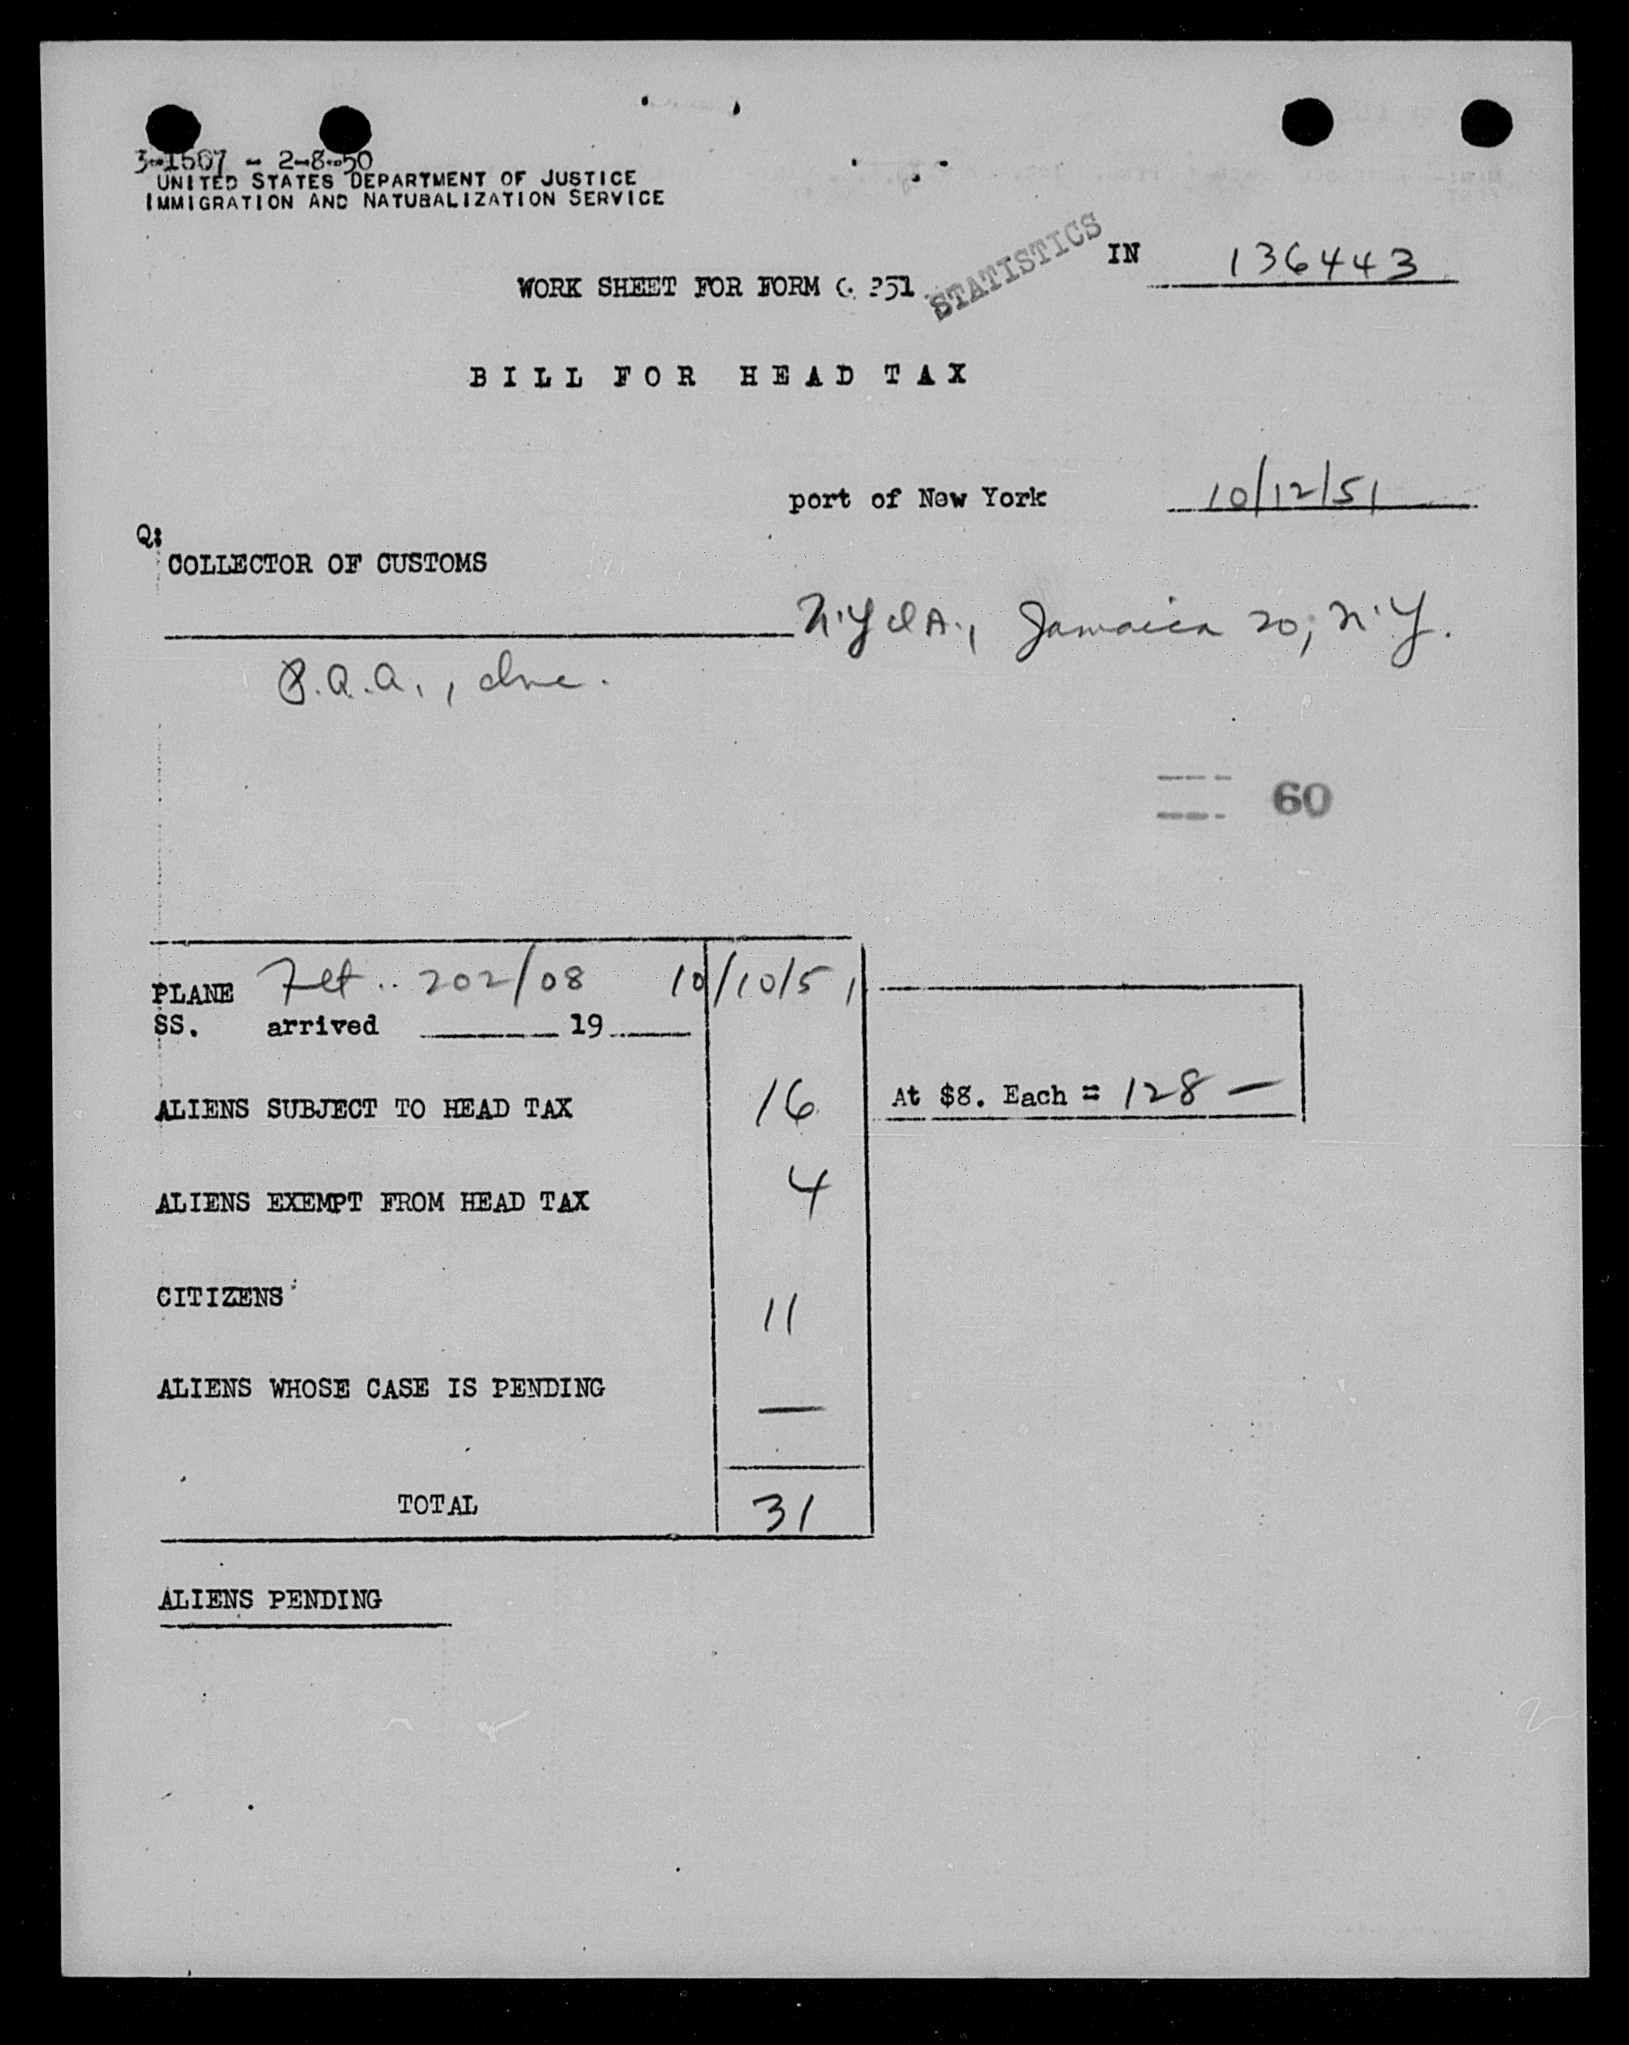 3-1567 - 2-8-50
UNITED STATES DEPARTMENT OF JUSTICE
IMMIGRATION AND NATURALIZATION SERVICE
STATISTICS
IN 136443
WORK SHEET FOR FORM 251
BILL FOR HEAD TAX
port of New York 10/12/51
Q:
COLLECTOR OF CUSTOMS
N.Y.I.A., Jamaica 20, N.Y.
P.A.A., Inc.
60
PLANE Flt. 202/08 10/10/51
SS. arrived 19
ALIENS SUBJECT TO HEAD TAX 16 At $8. Each = 128 —
ALIENS EXEMPT FROM HEAD TAX 4
CITIZENS 11
ALIENS WHOSE CASE IS PENDING —
TOTAL 31
ALIENS PENDING